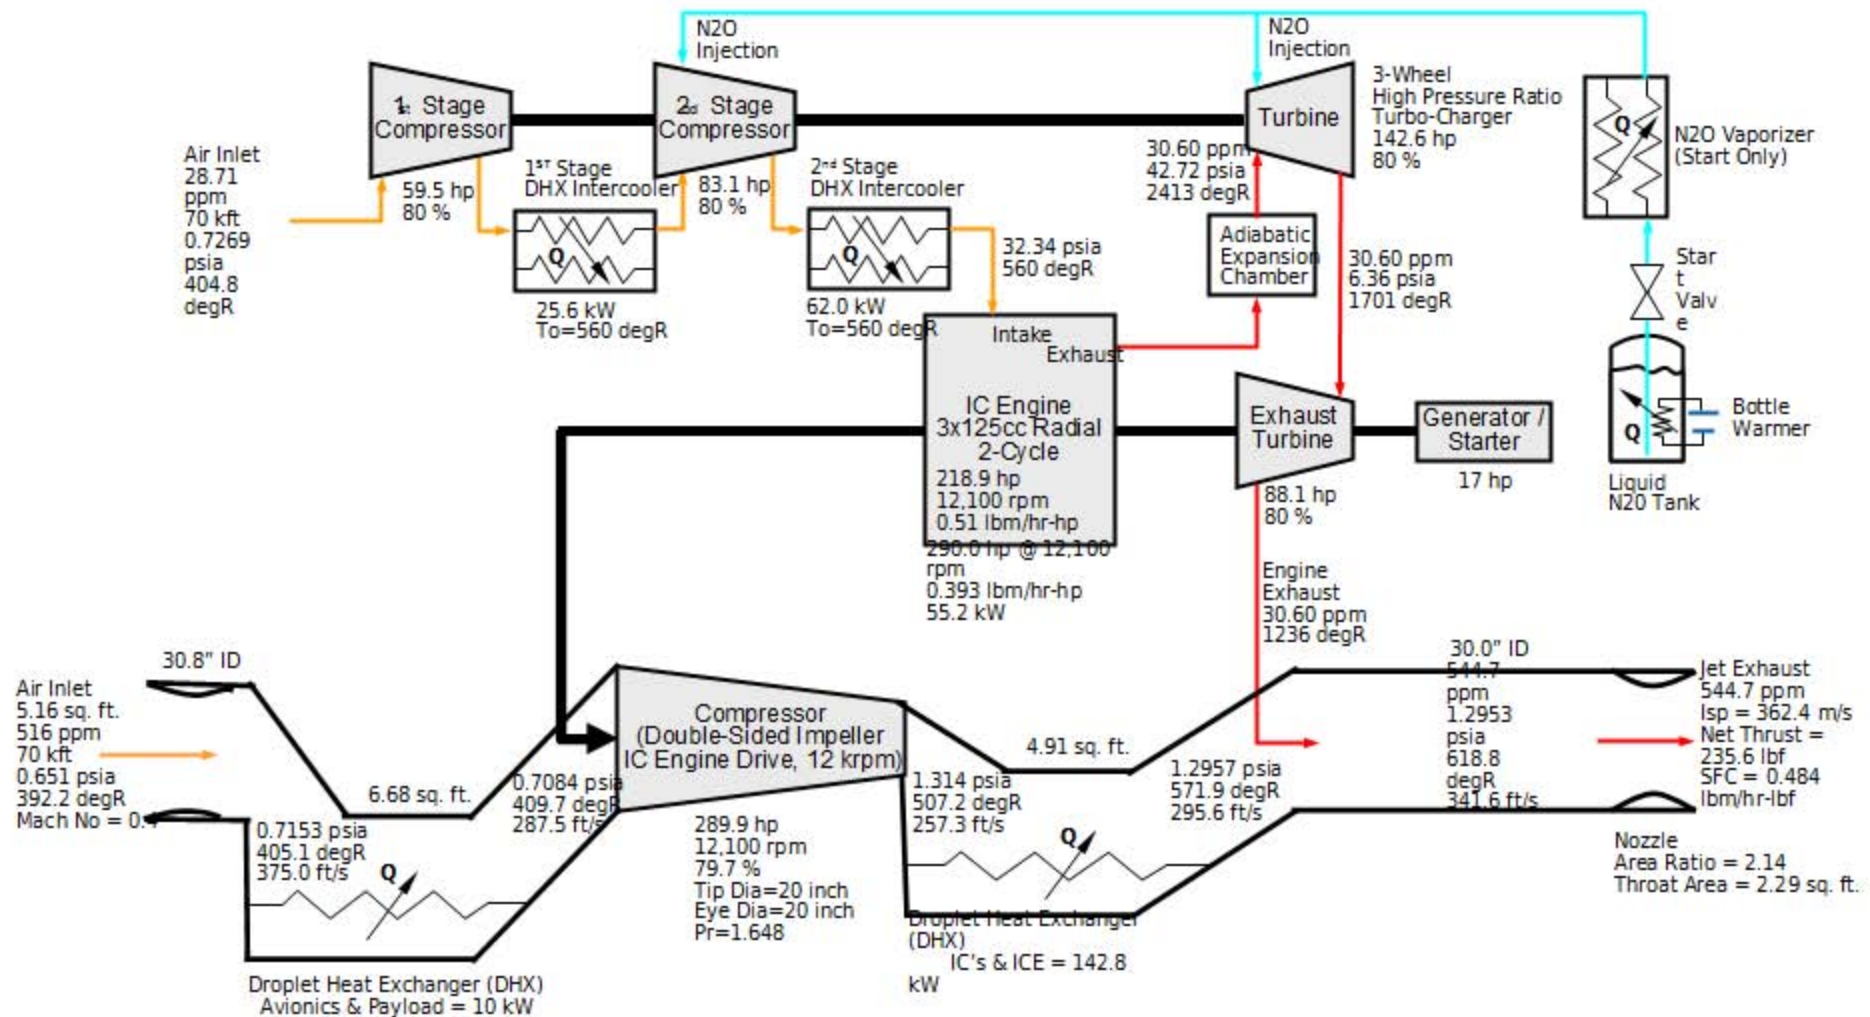 N2O
Injection
N2O
Injection
1st Stage
Compressor
2nd Stage
Compressor
Turbine
3-Wheel
High Pressure Ratio
Turbo-Charger
142.6 hp
80 %
Q
N2O Vaporizer
(Start Only)
Air Inlet
28.71
ppm
70 kft
0.7269
psia
404.8
degR
59.5 hp
80 %
1ST Stage
DHX Intercooler
Q
25.6 kW
To=560 degR
83.1 hp
80 %
2nd Stage
DHX Intercooler
Q
62.0 kW
To=560 degR
32.34 psia
560 degR
30.60 ppm
42.72 psia
2413 degR
Adiabatic
Expansion
Chamber
30.60 ppm
6.36 psia
1701 degR
Star
t
Valv
e
Intake
Exhaust
IC Engine
3x125cc Radial
2-Cycle
218.9 hp
12,100 rpm
0.51 lbm/hr-hp
290.0 hp @ 12,100
rpm
0.393 lbm/hr-hp
55.2 kW
Exhaust
Turbine
88.1 hp
80 %
Generator /
Starter
17 hp
Q
Bottle
Warmer
Liquid
N20 Tank
Engine
Exhaust
30.60 ppm
1236 degR
30.8" ID
Air Inlet
5.16 sq. ft.
516 ppm
70 kft
0.651 psia
392.2 degR
Mach No = 0.4
6.68 sq. ft.
0.7153 psia
405.1 degR
375.0 ft/s
Q
Droplet Heat Exchanger (DHX)
Avionics & Payload = 10 kW
0.7084 psia
409.7 degR
287.5 ft/s
Compressor
(Double-Sided Impeller
IC Engine Drive, 12 krpm)
289.9 hp
12,100 rpm
79.7 %
Tip Dia=20 inch
Eye Dia=20 inch
Pr=1.648
4.91 sq. ft.
1.314 psia
507.2 degR
257.3 ft/s
Q
Droplet Heat Exchanger
(DHX)
IC's & ICE = 142.8
kW
1.2957 psia
571.9 degR
295.6 ft/s
30.0" ID
544.7
ppm
1.2953
psia
618.8
degR
341.6 ft/s
Jet Exhaust
544.7 ppm
Isp = 362.4 m/s
Net Thrust =
235.6 lbf
SFC = 0.484
lbm/hr-lbf
Nozzle
Area Ratio = 2.14
Throat Area = 2.29 sq. ft.